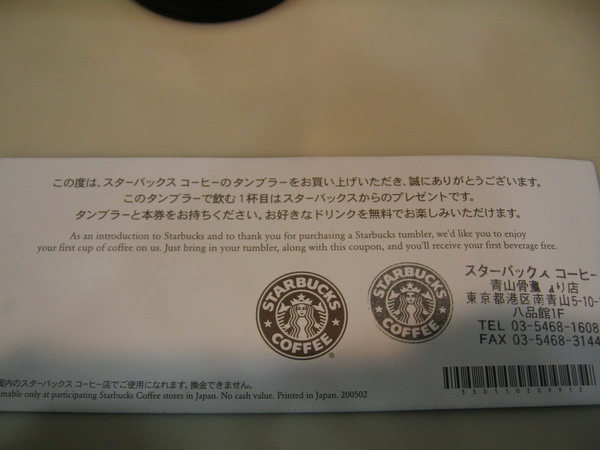 この度は、スターバックス コーヒーのタンブラーをお買い上げいただき、誠にありがとうございます。
このタンブラーで飲む1杯目はスターバックスからのプレゼントです。
タンブラーと本券をお持ちください。お好きなドリンクを無料でお楽しみいただけます。
As an introduction to Starbucks and to thank you for purchasing a Starbucks tumbler, we'd like you to enjoy
your first cup of coffee on us. Just bring in your tumbler, along with this coupon, and you'll receive your first beverage free.
STARBUCKS
COFFEE
®
STARBUCKS
COFFEE
スターバックス コーヒー
青山骨 り店
東京都港区南青山5-10-
八品館1F
TEL 03-5468-1608
FAX 03-5468-3144
国内のスターバックス コーヒー店でご使用になれます。換金できません。
mable only at participating Starbucks Coffee stores in Japan. No cash value. Printed in Japan. 200502
330110209912